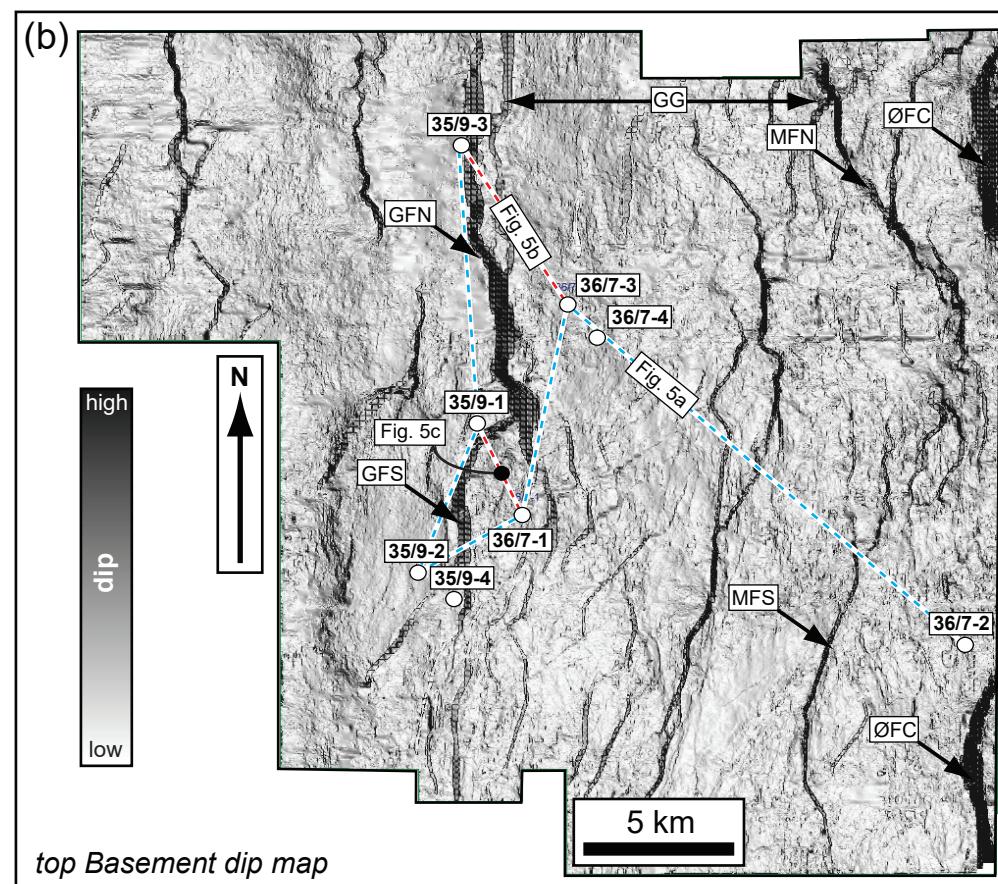 (b)
GG
35/9-3
MFN
ØFC
GFN
Fig. 5b
36/7-3
36/7-4
N
Fig. 5a
high
35/9-1
Fig. 5c
GFS
dip
36/7-1
35/9-2
35/9-4
MFS
36/7-2
ØFC
low
5 km
top Basement dip map